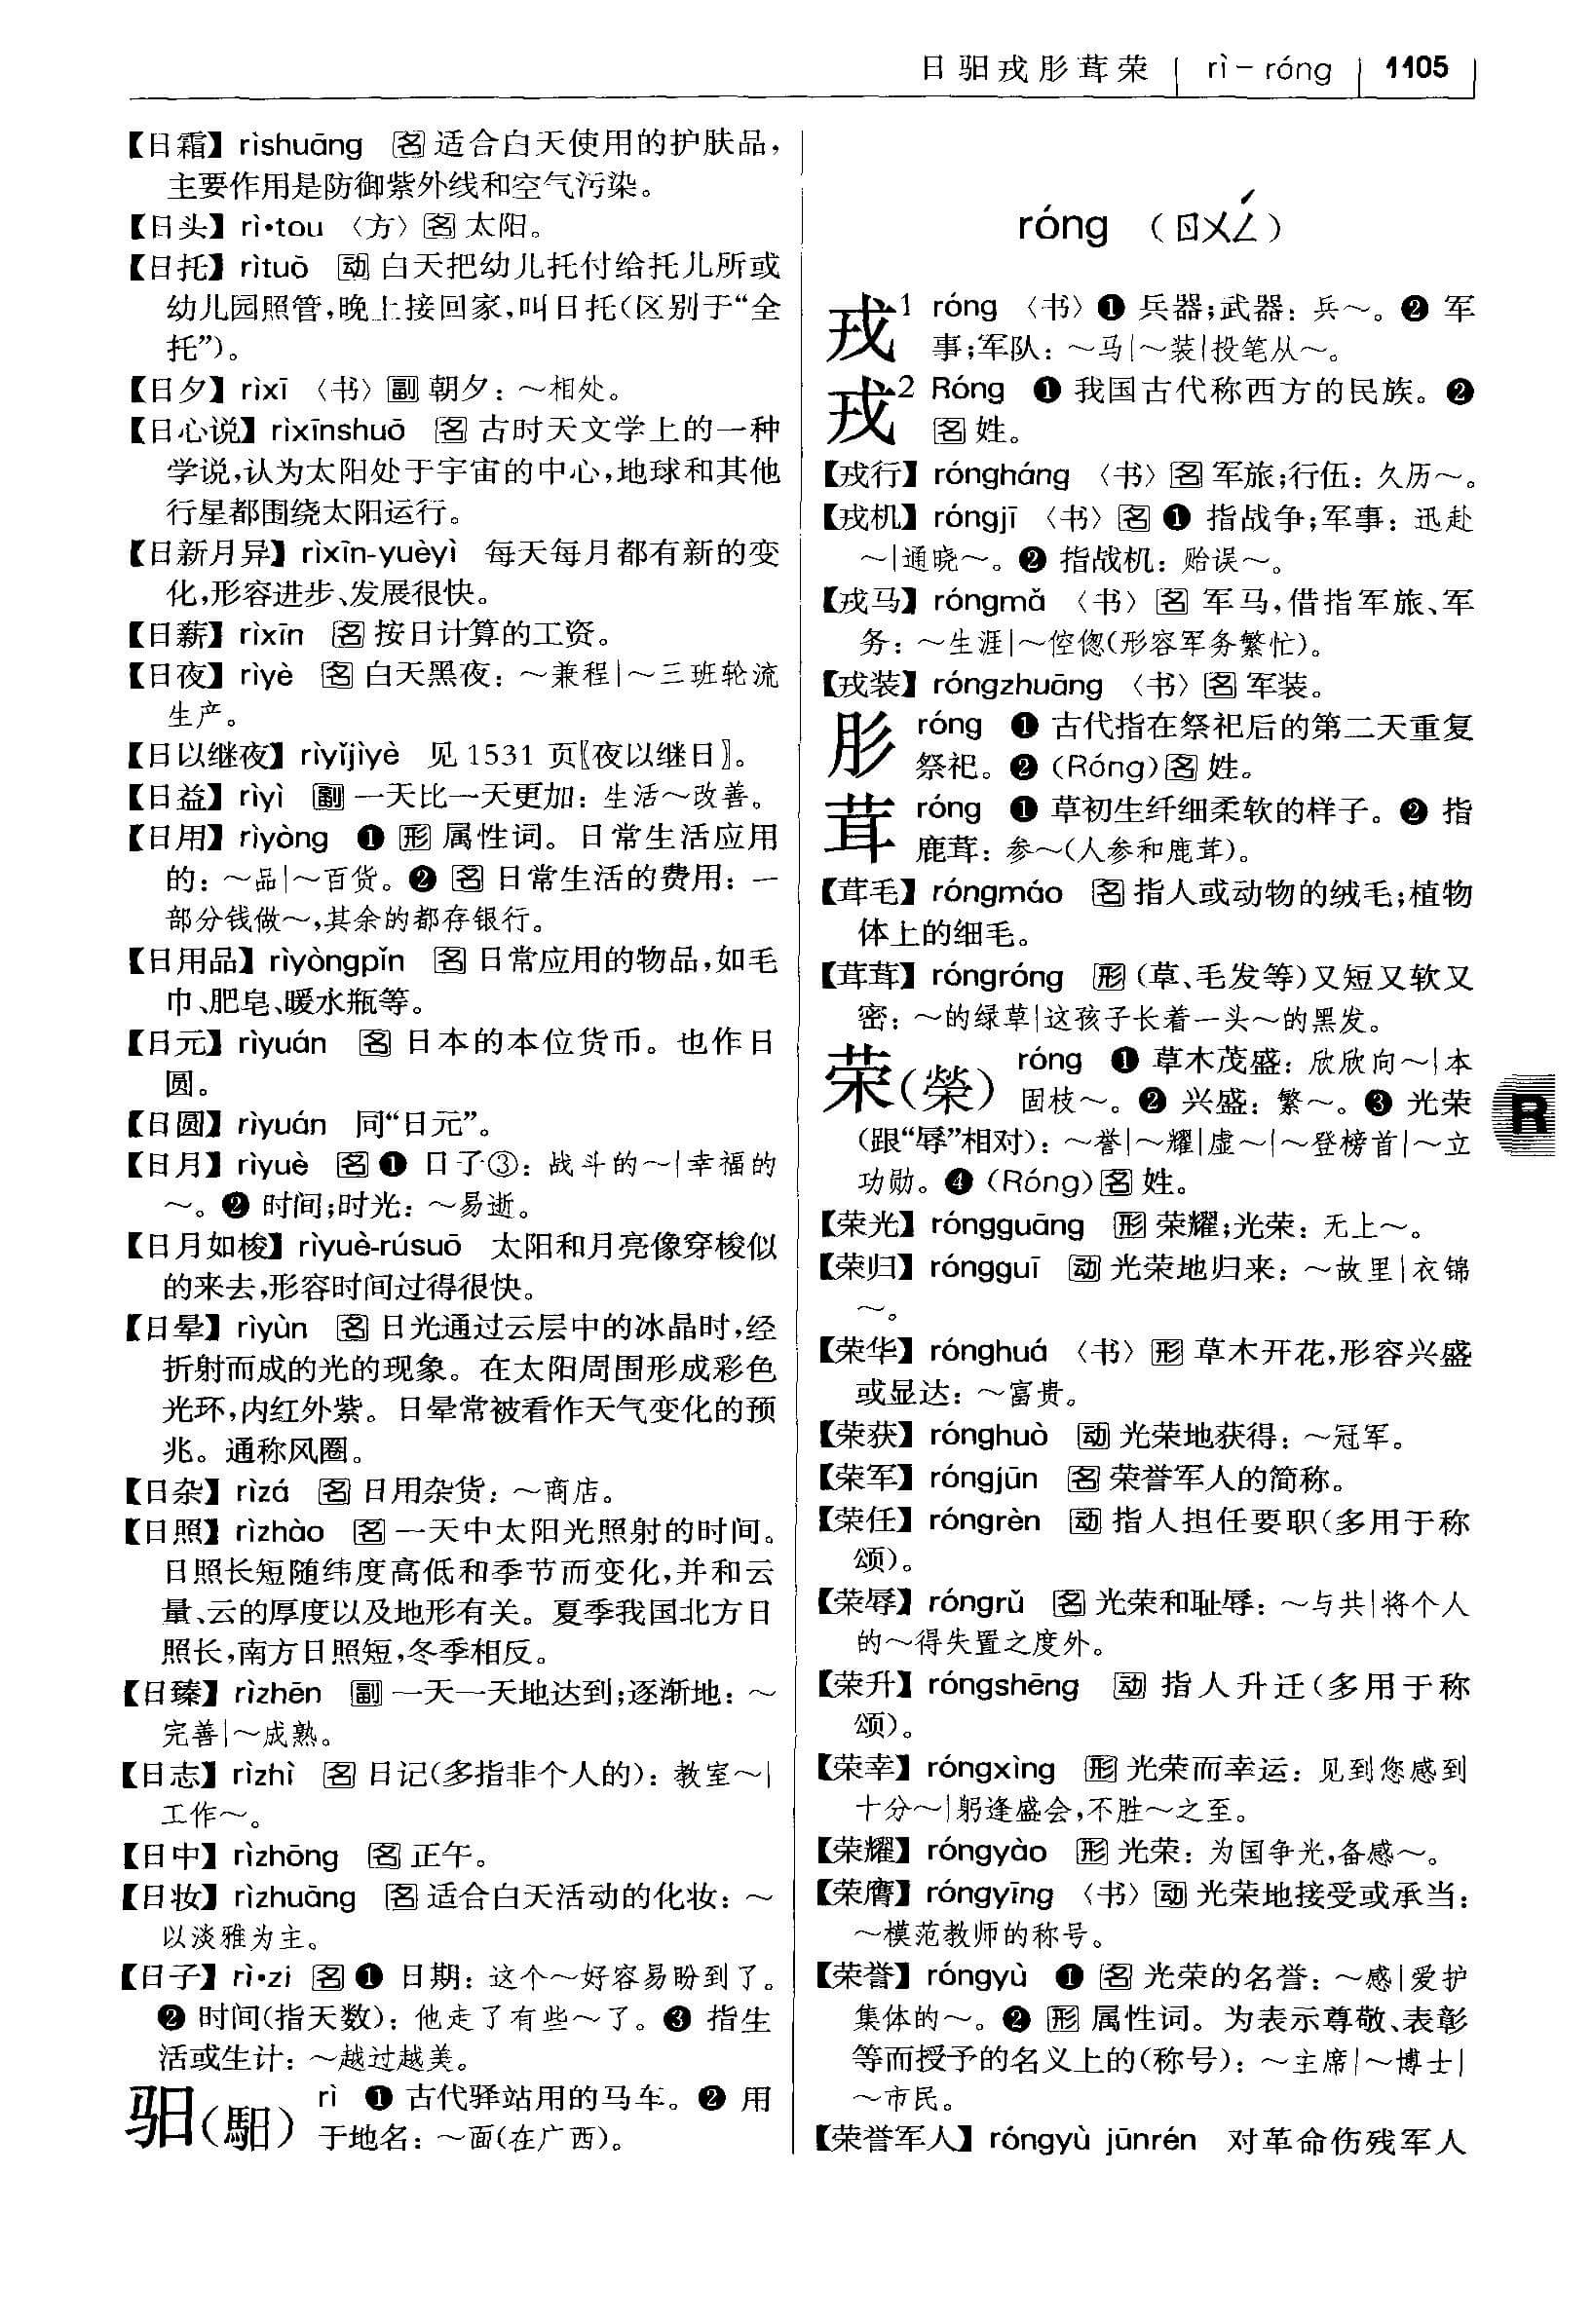 日驲戎肜茸荣 rì－róng 1105
【日霜】rìshuāng 名 适合白天使用的护肤品，
主要作用是防御紫外线和空气污染。
【日头】rì•tou 〈方〉名 太阳。
【日托】rìtuō 动 白天把幼儿托付给托儿所或
幼儿园照管，晚上接回家，叫日托（区别于“全
托”）。
【日夕】rìxī 〈书〉副 朝夕：～相处。
【日心说】rìxīnshuō 名 古时天文学上的一种
学说，认为太阳处于宇宙的中心，地球和其他
行星都围绕太阳运行。
【日新月异】rìxīn-yuèyì 每天每月都有新的变
化，形容进步、发展很快。
【日薪】rìxīn 名 按日计算的工资。
【日夜】rìyè 名 白天黑夜：～兼程|～三班轮流
生产。
【日以继夜】rìyǐjìyè 见 1531 页〖夜以继日〗。
【日益】rìyì 副 一天比一天更加：生活～改善。
【日用】rìyòng ❶ 形 属性词。日常生活应用
的：～品|～百货。❷ 名 日常生活的费用：一
部分钱做～，其余的都存银行。
【日用品】rìyòngpǐn 名 日常应用的物品，如毛
巾、肥皂、暖水瓶等。
【日元】rìyuán 名 日本的本位货币。也作日
圆。
【日圆】rìyuán 同“日元”。
【日月】rìyuè 名 ❶ 日子③：战斗的～|幸福的
～。❷ 时间；时光：～易逝。
【日月如梭】rìyuè-rúsuō 太阳和月亮像穿梭似
的来去，形容时间过得很快。
【日晕】rìyùn 名 日光通过云层中的冰晶时，经
折射而成的光的现象。在太阳周围形成彩色
光环，内红外紫。日晕常被看作天气变化的预
兆。通称风圈。
【日杂】rìzá 名 日用杂货：～商店。
【日照】rìzhào 名 一天中太阳光照射的时间。
日照长短随纬度高低和季节而变化，并和云
量、云的厚度以及地形有关。夏季我国北方日
照长，南方日照短，冬季相反。
【日臻】rìzhēn 副 一天一天地达到；逐渐地：～
完善|～成熟。
【日志】rìzhì 名 日记（多指非个人的）：教室～|
工作～。
【日中】rìzhōng 名 正午。
【日妆】rìzhuāng 名 适合白天活动的化妆：～
以淡雅为主。
【日子】rì•zi 名 ❶ 日期：这个～好容易盼到了。
❷ 时间（指天数）：他走了有些～了。❸ 指生
活或生计：～越过越美。
驲（馹） rì ❶ 古代驿站用的马车。❷ 用
于地名：～面（在广西）。
róng （ㄖㄨㄥˊ）
戎¹ róng 〈书〉❶ 兵器；武器：兵～。❷ 军
事；军队：～马|～装|投笔从～。
戎² Róng ❶ 我国古代称西方的民族。❷
名 姓。
【戎行】róngháng 〈书〉名 军旅；行伍：久历～。
【戎机】róngjī 〈书〉名 ❶ 指战争；军事：迅赴
～|通晓～。❷ 指战机：贻误～。
【戎马】róngmǎ 〈书〉名 军马，借指军旅、军
务：～生涯|～倥偬（形容军务繁忙）。
【戎装】róngzhuāng 〈书〉名 军装。
肜 róng ❶ 古代指在祭祀后的第二天重复
祭祀。❷（Róng）名 姓。
茸 róng ❶ 草初生纤细柔软的样子。❷ 指
鹿茸：参～（人参和鹿茸）。
【茸毛】róngmáo 名 指人或动物的绒毛；植物
体上的细毛。
【茸茸】róngróng 形（草、毛发等）又短又软又
密：～的绿草|这孩子长着一头～的黑发。
荣（榮） róng ❶ 草木茂盛：欣欣向～|本
固枝～。❷ 兴盛：繁～。❸ 光荣
（跟“辱”相对）：～誉|～耀|虚～|～登榜首|～立
功勋。❹（Róng）名 姓。
【荣光】róngguāng 形 荣耀；光荣：无上～。
【荣归】róngguī 动 光荣地归来：～故里|衣锦
～。
【荣华】rónghuá 〈书〉形 草木开花，形容兴盛
或显达：～富贵。
【荣获】rónghuò 动 光荣地获得：～冠军。
【荣军】róngjūn 名 荣誉军人的简称。
【荣任】róngrèn 动 指人担任要职（多用于称
颂）。
【荣辱】róngrǔ 名 光荣和耻辱：～与共|将个人
的～得失置之度外。
【荣升】róngshēng 动 指人升迁（多用于称
颂）。
【荣幸】róngxìng 形 光荣而幸运：见到您感到
十分～|躬逢盛会，不胜～之至。
【荣耀】róngyào 形 光荣：为国争光，备感～。
【荣膺】róngyīng 〈书〉动 光荣地接受或承当：
～模范教师的称号。
【荣誉】róngyù ❶ 名 光荣的名誉：～感|爱护
集体的～。❷ 形 属性词。为表示尊敬、表彰
等而授予的名义上的（称号）：～主席|～博士|
～市民。
【荣誉军人】róngyù jūnrén 对革命伤残军人
R